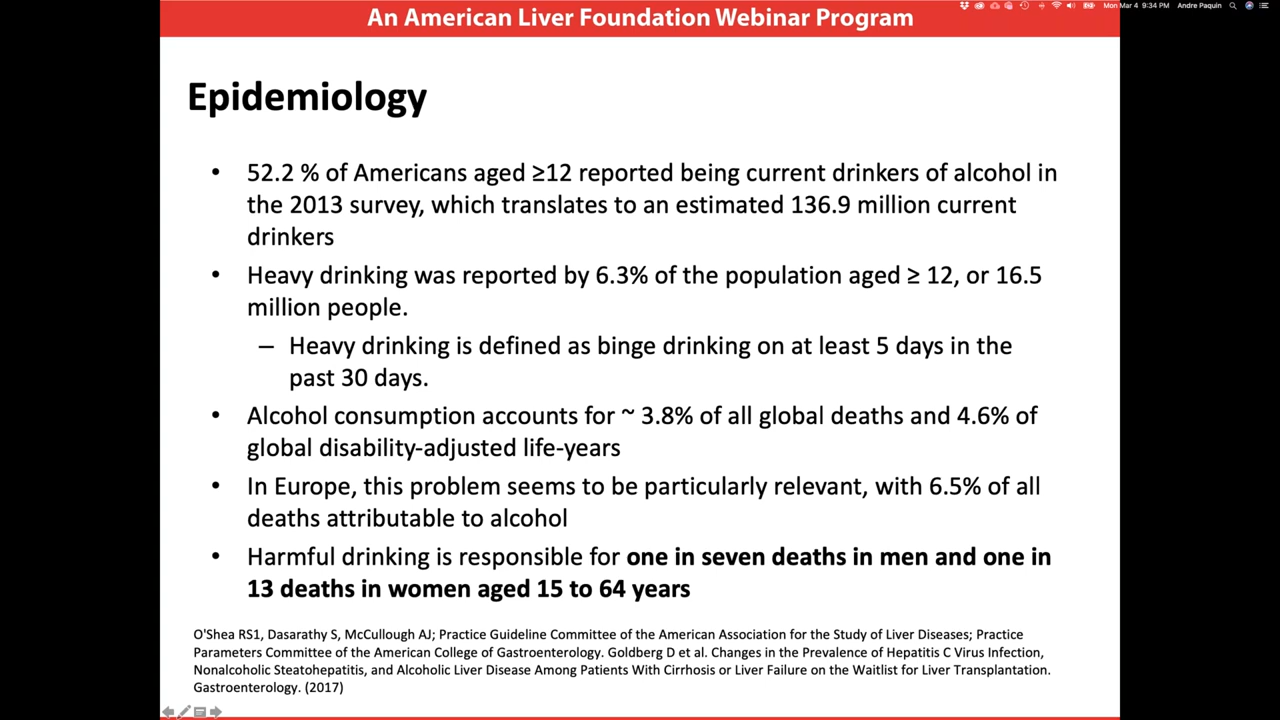 An American Liver Foundation Webinar Program
Mon Mar 4 9:34 PM Andre Paquin
Epidemiology
• 52.2 % of Americans aged ≥12 reported being current drinkers of alcohol in
the 2013 survey, which translates to an estimated 136.9 million current
drinkers
• Heavy drinking was reported by 6.3% of the population aged ≥ 12, or 16.5
million people.
– Heavy drinking is defined as binge drinking on at least 5 days in the
past 30 days.
• Alcohol consumption accounts for ~ 3.8% of all global deaths and 4.6% of
global disability-adjusted life-years
• In Europe, this problem seems to be particularly relevant, with 6.5% of all
deaths attributable to alcohol
• Harmful drinking is responsible for one in seven deaths in men and one in
13 deaths in women aged 15 to 64 years
O'Shea RS1, Dasarathy S, McCullough AJ; Practice Guideline Committee of the American Association for the Study of Liver Diseases; Practice
Parameters Committee of the American College of Gastroenterology. Goldberg D et al. Changes in the Prevalence of Hepatitis C Virus Infection,
Nonalcoholic Steatohepatitis, and Alcoholic Liver Disease Among Patients With Cirrhosis or Liver Failure on the Waitlist for Liver Transplantation.
Gastroenterology. (2017)